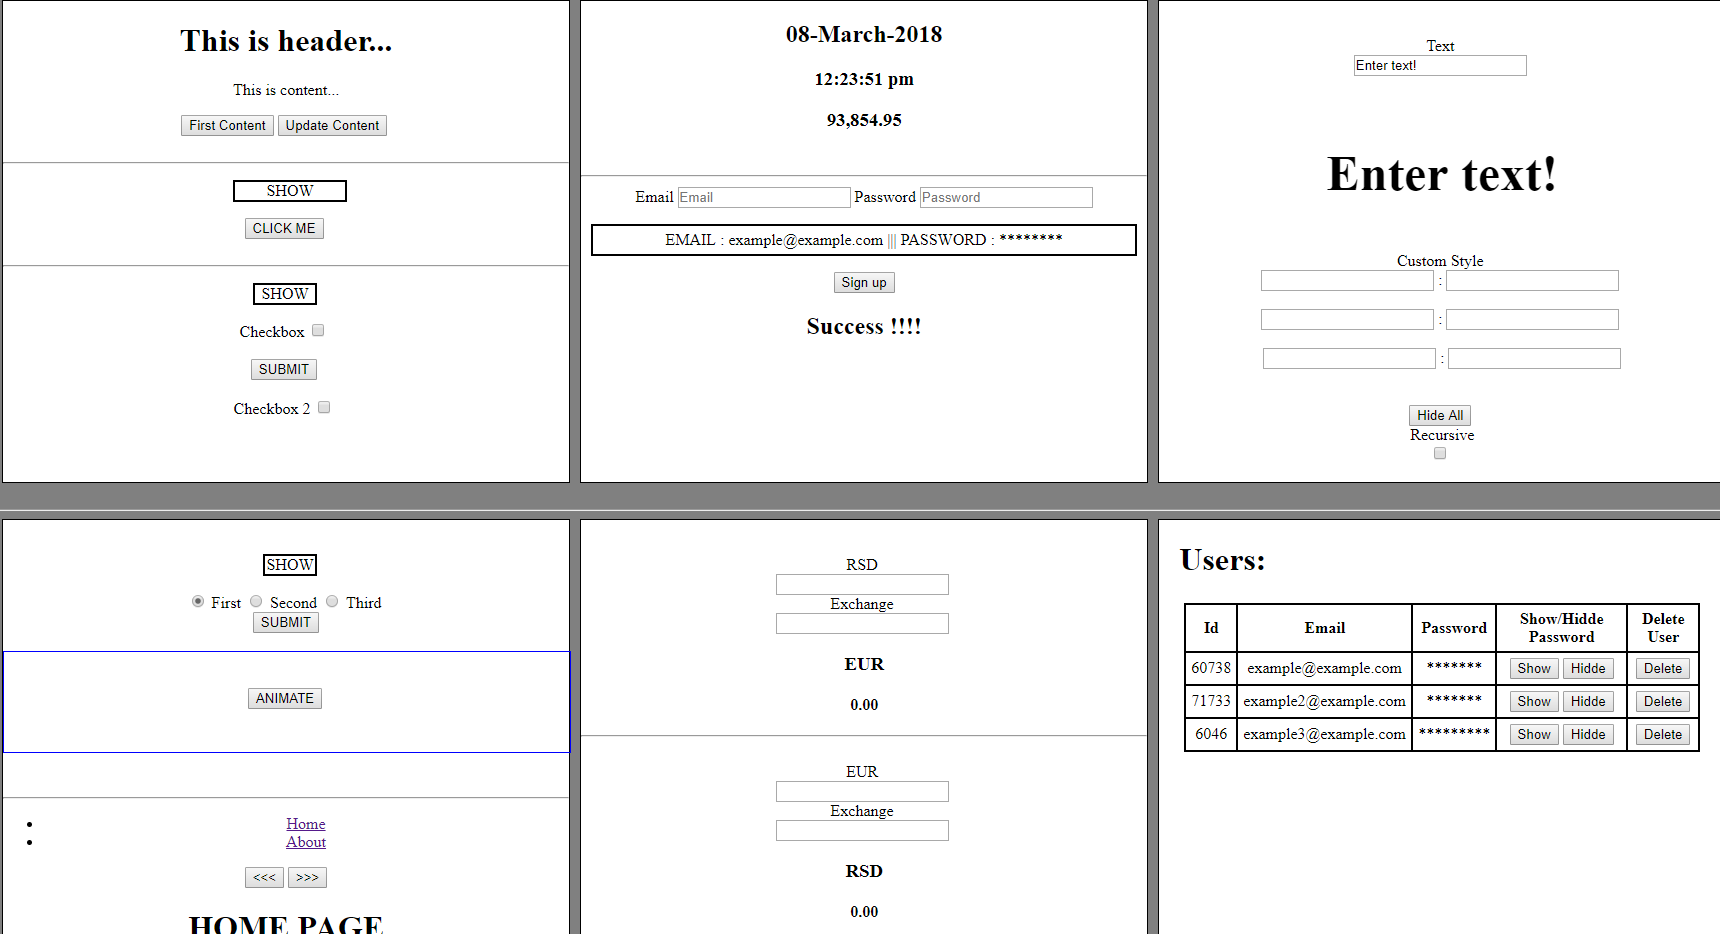 This is header...
This is content...
First Content Update Content
SHOW
CLICK ME
SHOW
Checkbox
SUBMIT
Checkbox 2
08-March-2018
12:23:51 pm
93,854.95
Email Email Password Password
EMAIL : example@example.com ||| PASSWORD : ********
Sign up
Success !!!!
Text
Enter text!
Enter text!
Custom Style
:
:
:
Hide All
Recursive
SHOW
First Second Third
SUBMIT
ANIMATE
Home
About
<<< >>>
HOME PAGE
RSD
Exchange
EUR
0.00
EUR
Exchange
RSD
0.00
Users:
Id Email Password Show/Hidde Password Delete User
60738 example@example.com ******* Show Hidde Delete
71733 example2@example.com ******* Show Hidde Delete
6046 example3@example.com ********* Show Hidde Delete